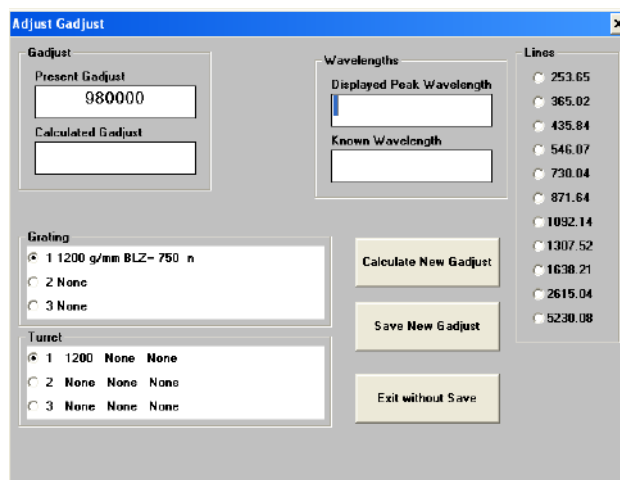 Adjust Gadjust
Gadjust
Present Gadjust
980000
Calculated Gadjust
Wavelengths
Displayed Peak Wavelength
Known Wavelength
Lines
253.65
365.02
435.84
546.07
730.04
871.64
1092.14
1307.52
1638.21
2615.04
5230.08
Grating
1 1200 g/mm BLZ- 750 n
2 None
3 None
Turret
1 1200 None None
2 None None None
3 None None None
Calculate New Gadjust
Save New Gadjust
Exit without Save